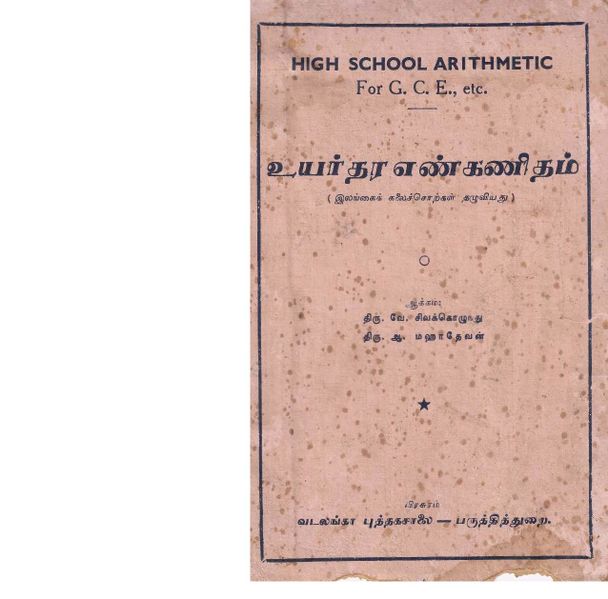 HIGH SCHOOL ARITHMETIC
For G. C. E., etc.
உயர்தர எண்கணிதம்
( இலங்கைக் கலைச்சொற்கள் தழுவியது )
ஆக்கம்:
திரு. வே. சிவக்கொழுந்து
திரு. ஆ. மஹாதேவன்
பிரசுரம்
வடலங்கா புத்தகசாலை — பருத்தித்துறை.